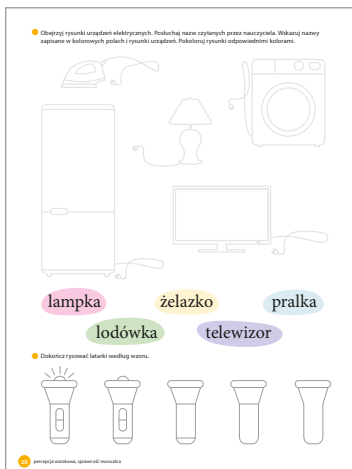 Obejrzyj rysunki urządzeń elektrycznych. Posłuchaj nazw czytanych przez nauczyciela. Wskazuj nazwy
zapisane w kolorowych polach i rysunki urządzeń. Pokoloruj rysunki odpowiednimi kolorami.
lampka żelazko pralka
lodówka telewizor
Dokończ rysować latarki według wzoru.
20 percepcja wzrokowa, sprawność manualna